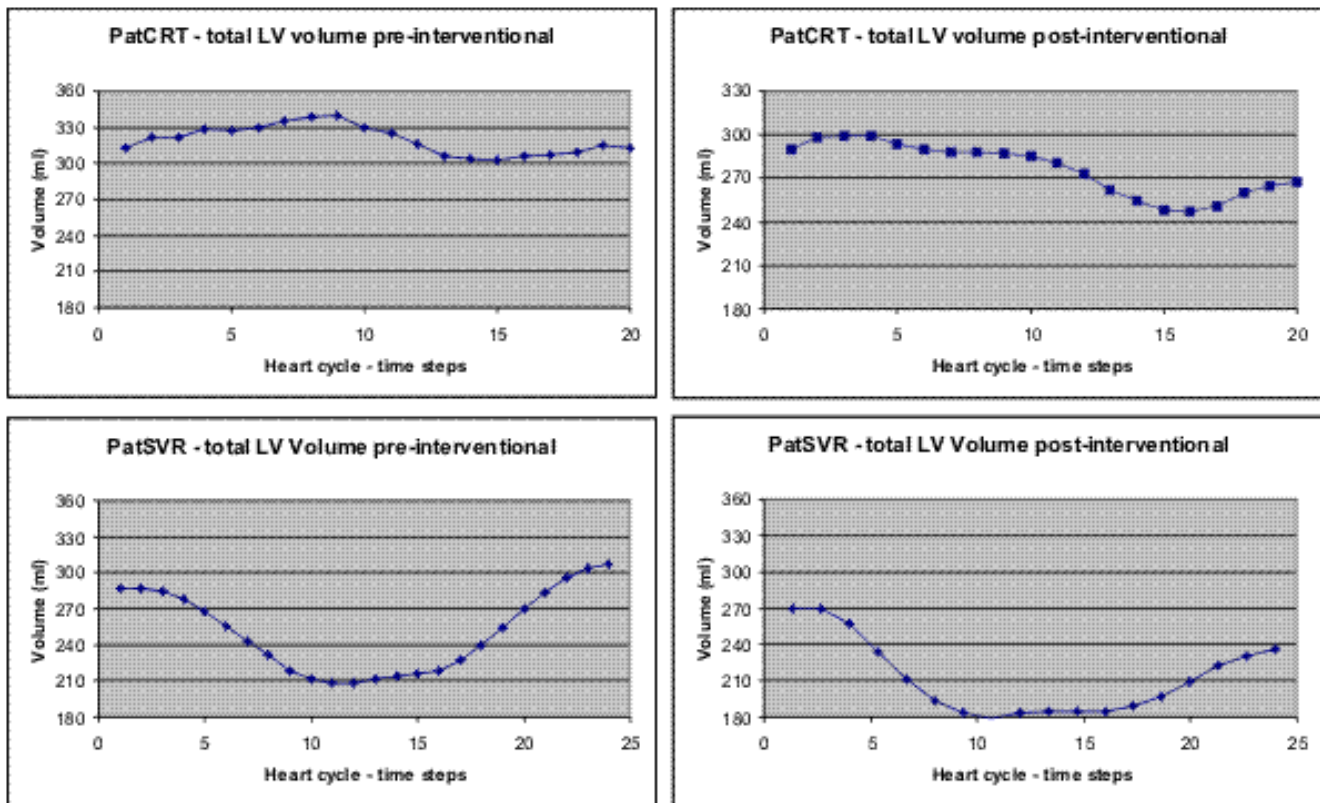 PatCRT - total LV volume pre-interventional
360
330
300
270
240
210
180
Volume (ml)
0 5 10 15 20
Heart cycle - time steps
PatCRT - total LV volume post-interventional
330
300
270
240
210
180
Volume (ml)
0 5 10 15 20
Heart cycle - time steps
PatSVR - total LV Volume pre-interventional
360
330
300
270
240
210
180
Volume (ml)
0 5 10 15 20 25
Heart cycle - time steps
PatSVR - total LV Volume post-interventional
360
330
300
270
240
210
180
Volume (ml)
0 5 10 15 20 25
Heart cycle - time steps